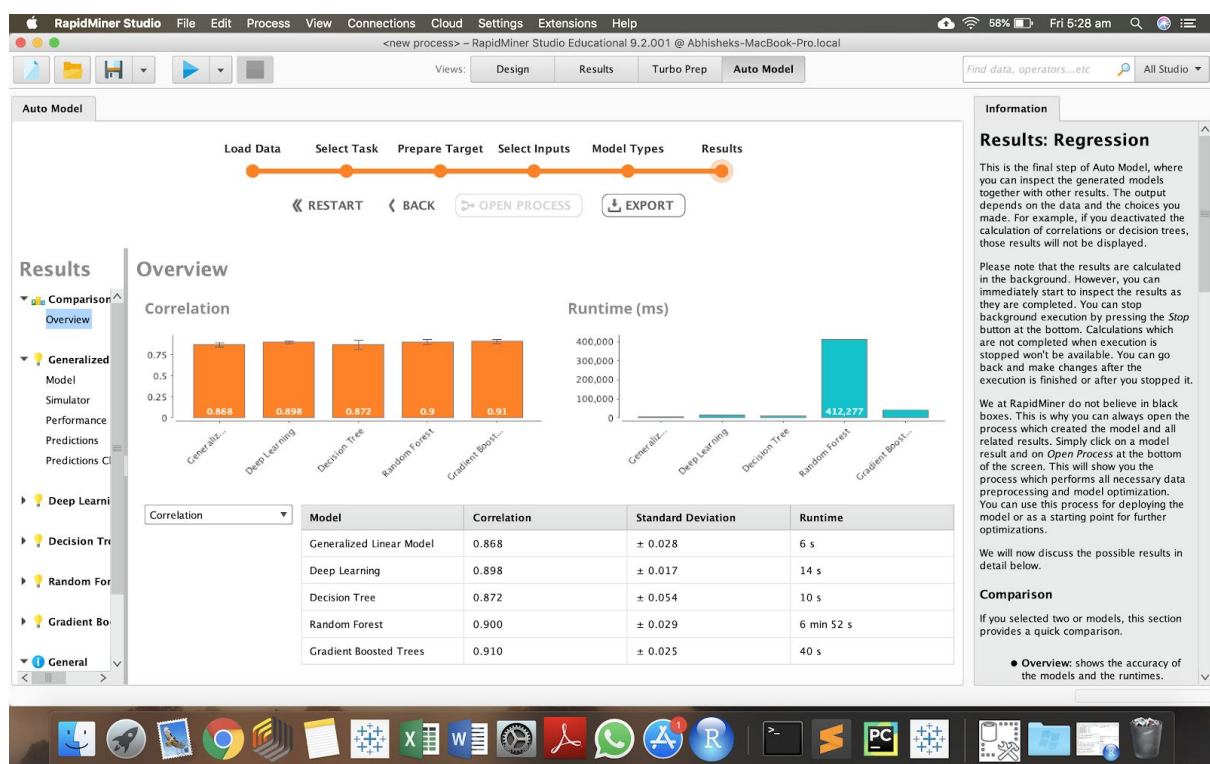 RapidMiner Studio File Edit Process View Connections Cloud Settings Extensions Help 58% Fri 5:28 am
<new process> – RapidMiner Studio Educational 9.2.001 @ Abhisheks-MacBook-Pro.local
Views: Design Results Turbo Prep Auto Model Find data, operators...etc All Studio
Auto Model
Load Data Select Task Prepare Target Select Inputs Model Types Results
RESTART BACK OPEN PROCESS EXPORT
Results
Comparison
Overview
Generalized
Model
Simulator
Performance
Predictions
Predictions Cl
Deep Learni
Decision Tre
Random For
Gradient Bo
General
Overview
Correlation
0.75
0.5
0.25
0
0.868 0.898 0.872 0.9 0.91
Generaliz... Deep Learning Decision Tree Random Forest Gradient Boost...
Runtime (ms)
400,000
300,000
200,000
100,000
0
412,277
Generaliz... Deep Learning Decision Tree Random Forest Gradient Boost...
Correlation
Model Correlation Standard Deviation Runtime
Generalized Linear Model 0.868 ± 0.028 6 s
Deep Learning 0.898 ± 0.017 14 s
Decision Tree 0.872 ± 0.054 10 s
Random Forest 0.900 ± 0.029 6 min 52 s
Gradient Boosted Trees 0.910 ± 0.025 40 s
Information
Results: Regression
This is the final step of Auto Model, where
you can inspect the generated models
together with other results. The output
depends on the data and the choices you
made. For example, if you deactivated the
calculation of correlations or decision trees,
those results will not be displayed.
Please note that the results are calculated
in the background. However, you can
immediately start to inspect the results as
they are completed. You can stop
background execution by pressing the Stop
button at the bottom. Calculations which
are not completed when execution is
stopped won't be available. You can go
back and make changes after the
execution is finished or after you stopped it.
We at RapidMiner do not believe in black
boxes. This is why you can always open the
process which created the model and all
related results. Simply click on a model
result and on Open Process at the bottom
of the screen. This will show you the
process which performs all necessary data
preprocessing and model optimization.
You can use this process for deploying the
model or as a starting point for further
optimizations.
We will now discuss the possible results in
detail below.
Comparison
If you selected two or models, this section
provides a quick comparison.
Overview: shows the accuracy of
the models and the runtimes.
1
R
PC